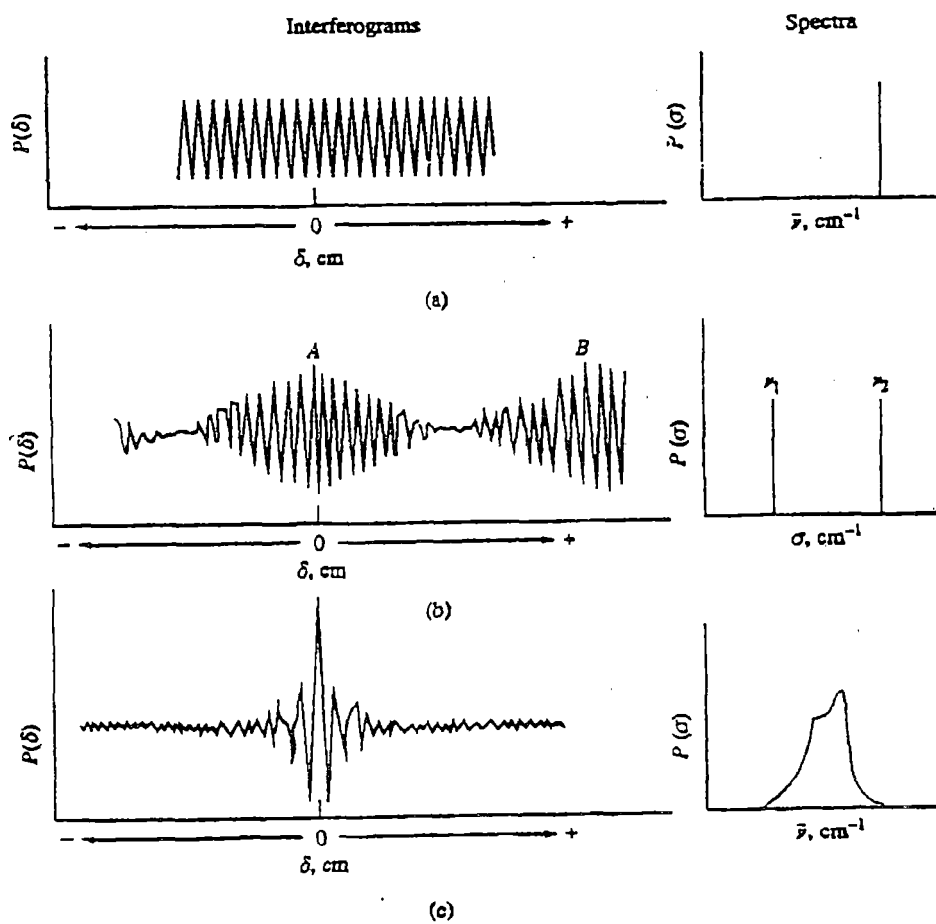 Interferograms
Spectra
P(δ)
P(σ)
− 0 +
δ, cm
ν̄, cm⁻¹
(a)
A
B
ν₁
ν₂
P(δ)
P(σ)
− 0 +
δ, cm
σ, cm⁻¹
(b)
P(δ)
P(σ)
− 0 +
δ, cm
ν̄, cm⁻¹
(c)